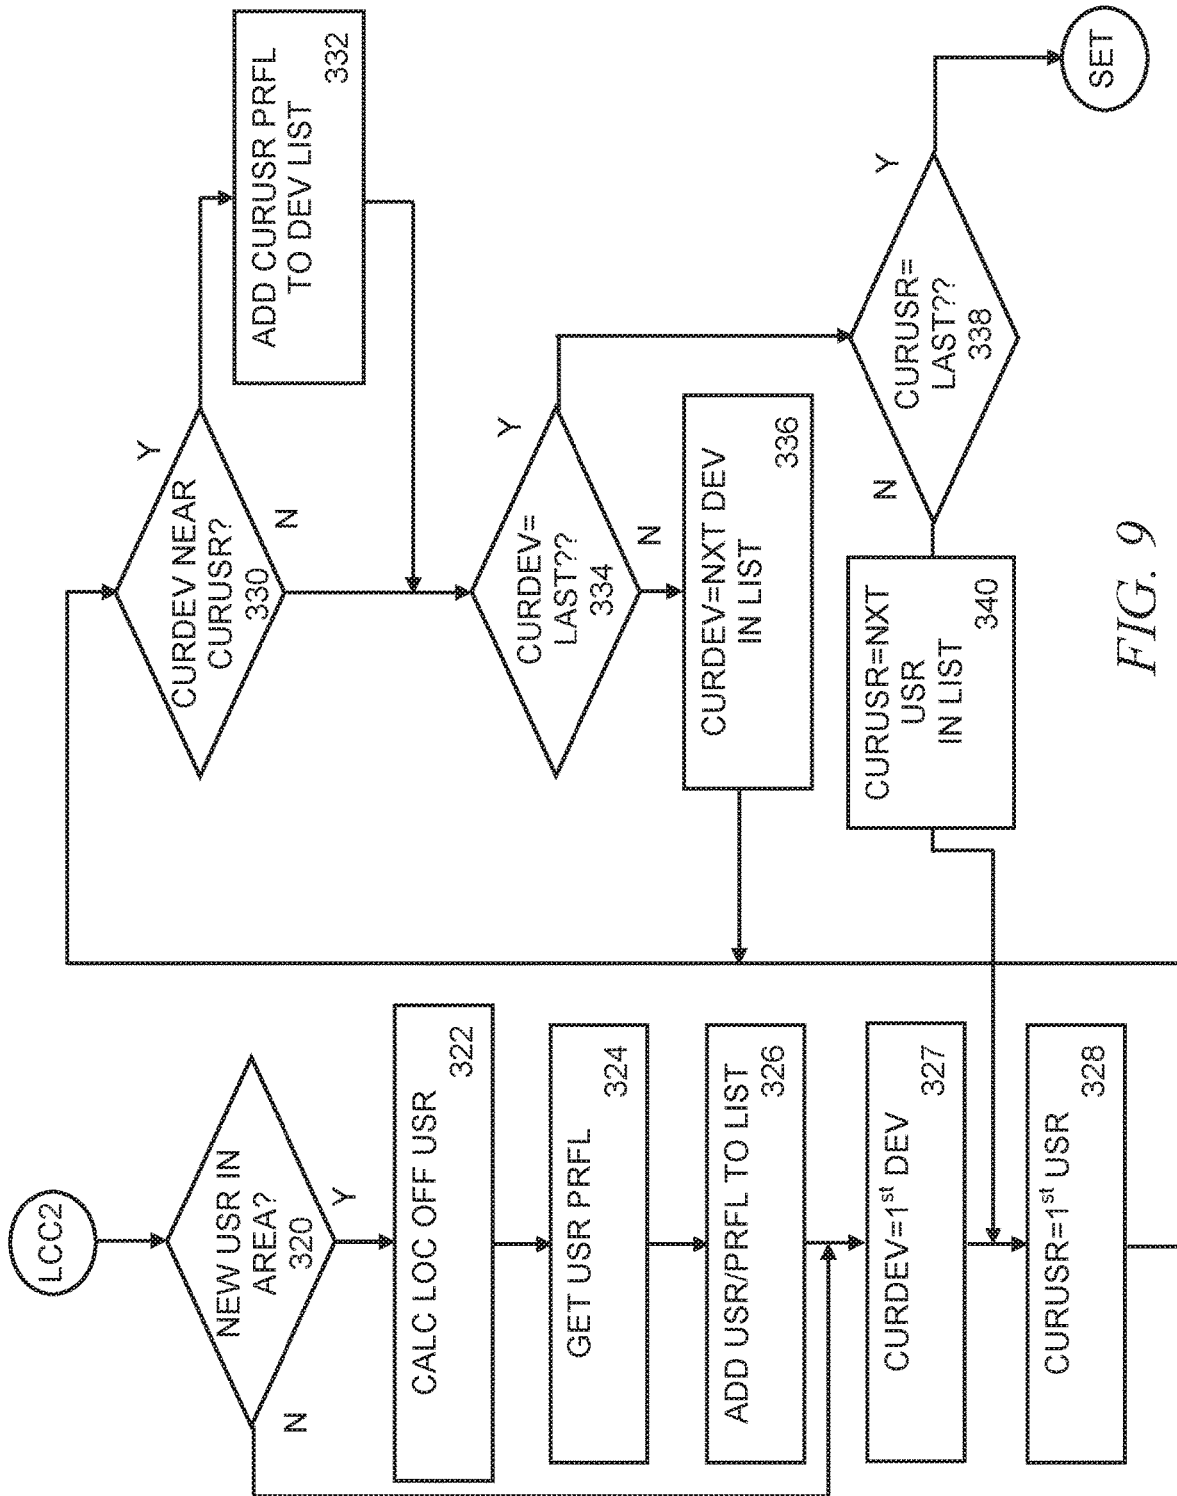 LCC2
NEW USR IN
AREA?
320
Y
N
CALC LOC OFF USR
322
GET USR PRFL
324
ADD USR/PRFL TO LIST
326
CURDEV=1st DEV
327
CURUSR=1st USR
328
CURDEV NEAR
CURUSR?
330
Y
N
ADD CURUSR PRFL
TO DEV LIST
332
CURDEV=
LAST??
334
Y
N
CURDEV=NXT DEV
IN LIST
336
CURUSR=
LAST??
338
Y
N
CURUSR=NXT
USR
IN LIST
340
SET
FIG. 9